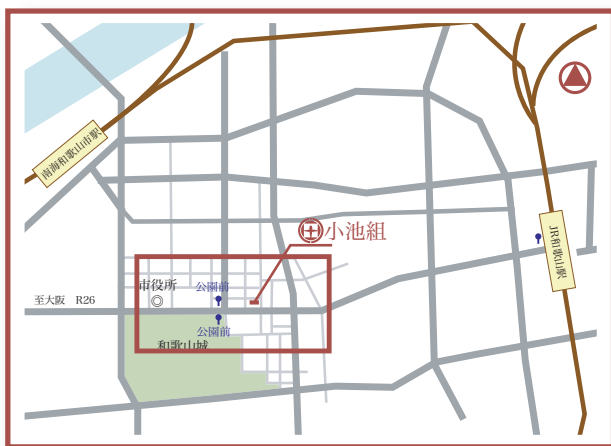 南海和歌山市駅
小池組
JR和歌山駅
市役所
公園前
至大阪 R26
公園前
和歌山城